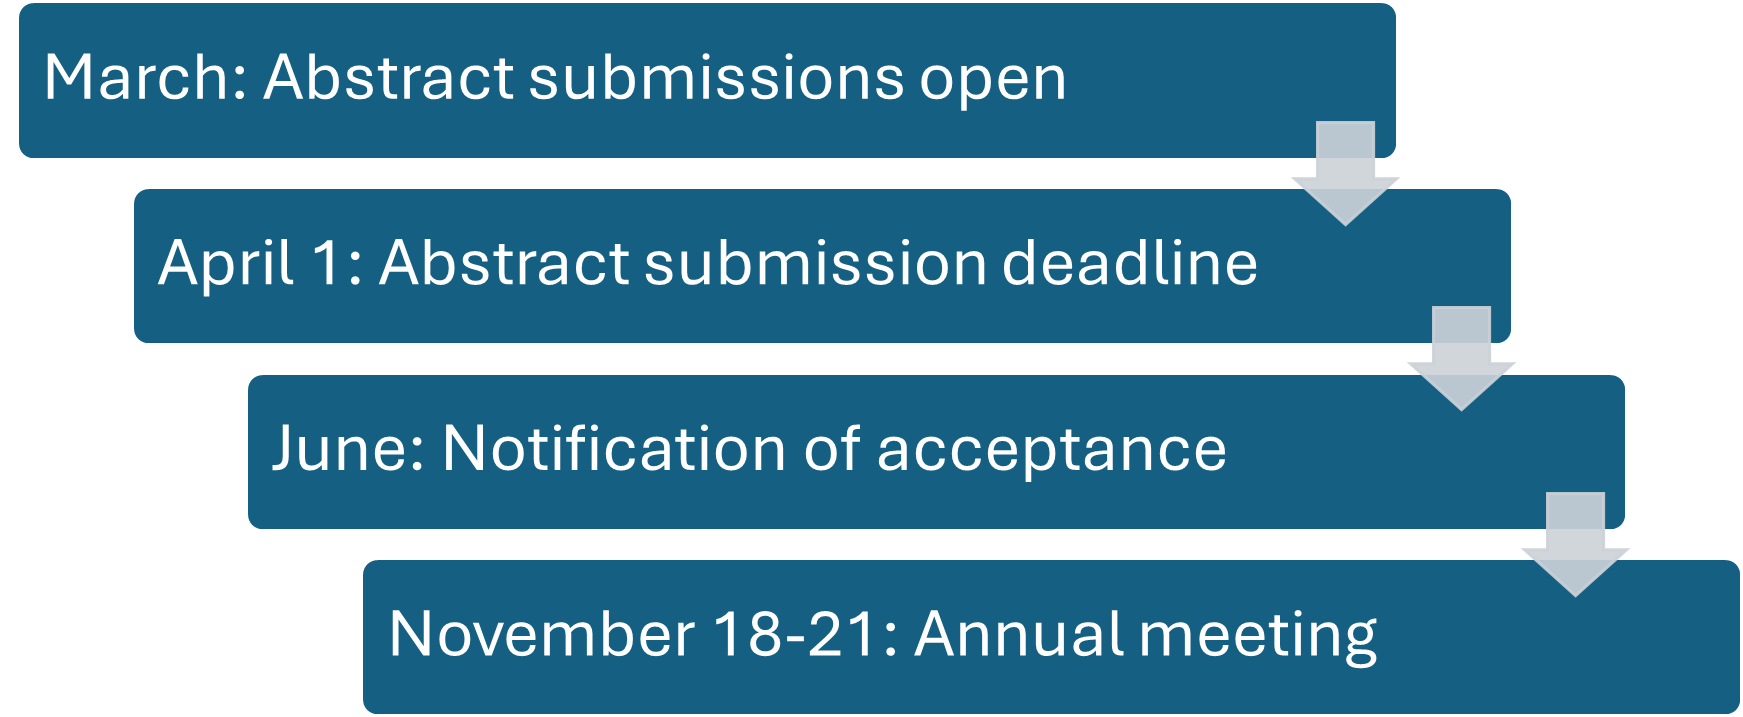 March: Abstract submissions open
April 1: Abstract submission deadline
June: Notification of acceptance
November 18-21: Annual meeting